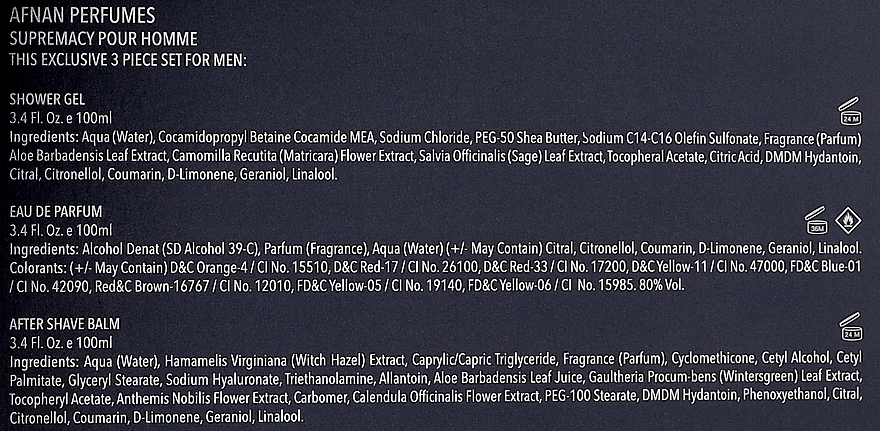 AFNAN PERFUMES
SUPREMACY POUR HOMME
THIS EXCLUSIVE 3 PIECE SET FOR MEN:
SHOWER GEL
3.4 Fl. Oz. e 100ml
24 M
Ingredients: Aqua (Water), Cocamidopropyl Betaine Cocamide MEA, Sodium Chloride, PEG-50 Shea Butter, Sodium C14-C16 Olefin Sulfonate, Fragrance (Parfum)
Aloe Barbadensis Leaf Extract, Camomilla Recutita (Matricara) Flower Extract, Salvia Officinalis (Sage) Leaf Extract, Tocopheral Acetate, Citric Acid, DMDM Hydantoin,
Citral, Citronellol, Coumarin, D-Limonene, Geraniol, Linalool.
EAU DE PARFUM
3.4 Fl. Oz. e 100ml
36M
Ingredients: Alcohol Denat (SD Alcohol 39-C), Parfum (Fragrance), Aqua (Water) (+/- May Contain) Citral, Citronellol, Coumarin, D-Limonene, Geraniol, Linalool.
Colorants: (+/- May Contain) D&C Orange-4 / CI No. 15510, D&C Red-17 / CI No. 26100, D&C Red-33 / CI No. 17200, D&C Yellow-11 / CI No. 47000, FD&C Blue-01
/ CI No. 42090, Red&C Brown-16767 / CI No. 12010, FD&C Yellow-05 / CI No. 19140, FD&C Yellow-06 / CI No. 15985. 80% Vol.
AFTER SHAVE BALM
3.4 Fl. Oz. e 100ml
24 M
Ingredients: Aqua (Water), Hamamelis Virginiana (Witch Hazel) Extract, Caprylic/Capric Triglyceride, Fragrance (Parfum), Cyclomethicone, Cetyl Alcohol, Cetyl
Palmitate, Glyceryl Stearate, Sodium Hyaluronate, Triethanolamine, Allantoin, Aloe Barbadensis Leaf Juice, Gaultheria Procum-bens (Wintersgreen) Leaf Extract,
Tocopheryl Acetate, Anthemis Nobilis Flower Extract, Carbomer, Calendula Officinalis Flower Extract, PEG-100 Stearate, DMDM Hydantoin, Phenoxyethanol, Citral,
Citronellol, Coumarin, D-Limonene, Geraniol, Linalool.